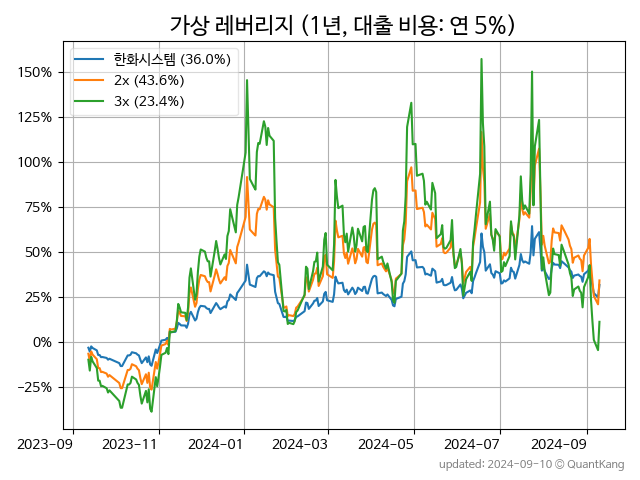 가상 레버리지 (1년, 대출 비용: 연 5%)
한화시스템 (36.0%)
2x (43.6%)
3x (23.4%)
150%
125%
100%
75%
50%
25%
0%
−25%
2023-09 2023-11 2024-01 2024-03 2024-05 2024-07 2024-09
updated: 2024-09-10 © QuantKang